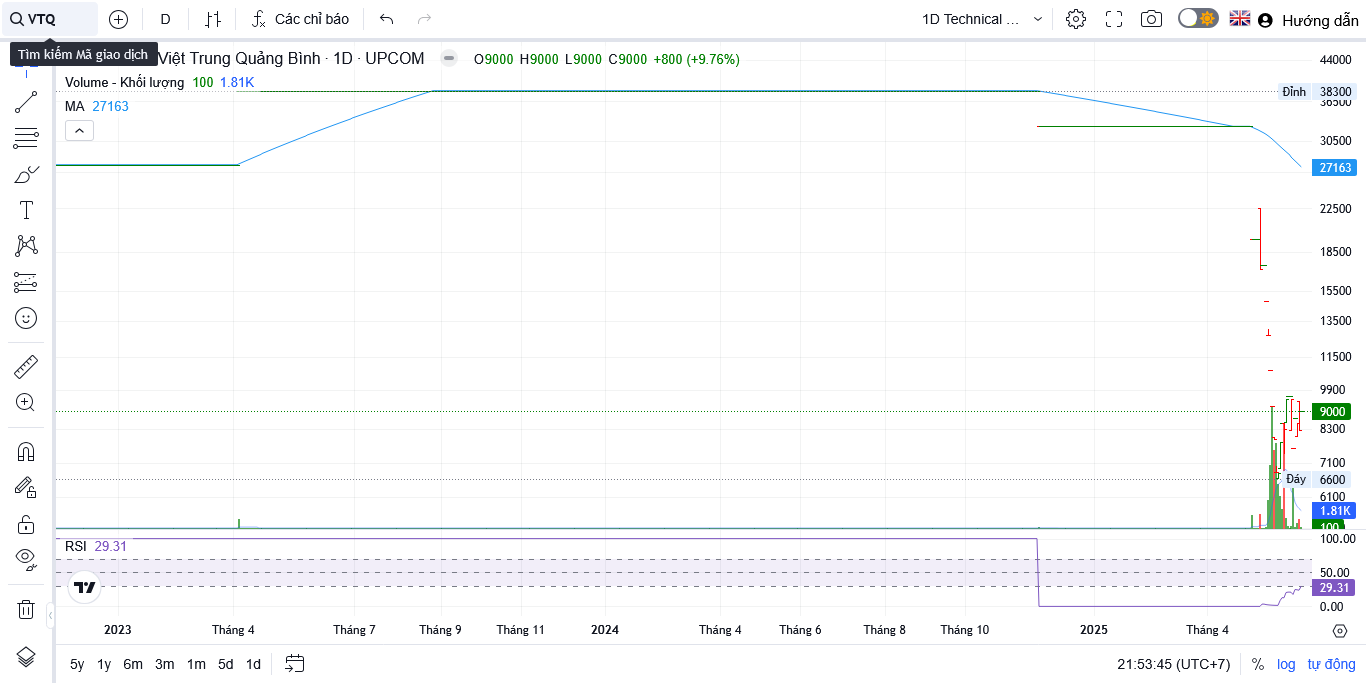 VTQ
D
Các chỉ báo
1D Technical ...
Hướng dẫn
Tìm kiếm Mã giao dịch
Việt Trung Quảng Bình · 1D · UPCOM
O9000 H9000 L9000 C9000 +800 (+9.76%)
Volume - Khối lượng 100 1.81K
MA 27163
44000
Đỉnh 38300
36500
30500
27163
22500
18500
15500
13500
11500
9900
9000
8300
7100
Đáy 6600
6100
1.81K
100
RSI 29.31
100.00
50.00
29.31
0.00
2023 Tháng 4 Tháng 7 Tháng 9 Tháng 11 2024 Tháng 4 Tháng 6 Tháng 8 Tháng 10 2025 Tháng 4
5y 1y 6m 3m 1m 5d 1d
21:53:45 (UTC+7) % log tự động